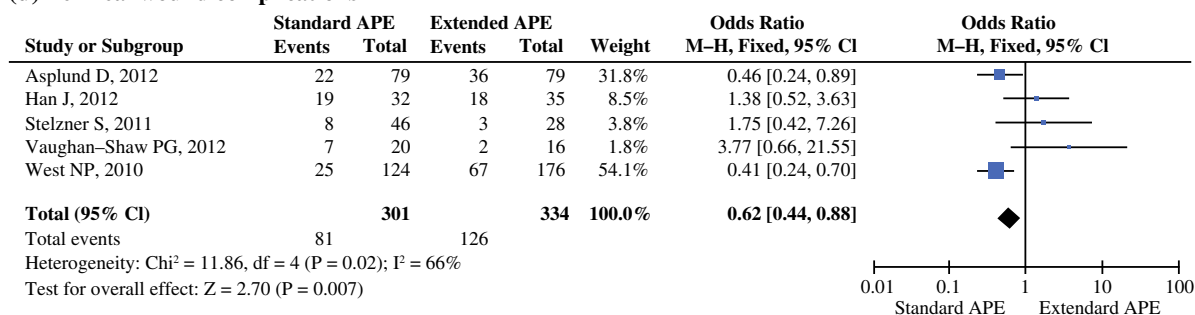 Standard APE Extended APE Odds Ratio Odds Ratio
Study or Subgroup Events Total Events Total Weight M–H, Fixed, 95% Cl M–H, Fixed, 95% Cl
Asplund D, 2012 22 79 36 79 31.8% 0.46 [0.24, 0.89]
Han J, 2012 19 32 18 35 8.5% 1.38 [0.52, 3.63]
Stelzner S, 2011 8 46 3 28 3.8% 1.75 [0.42, 7.26]
Vaughan–Shaw PG, 2012 7 20 2 16 1.8% 3.77 [0.66, 21.55]
West NP, 2010 25 124 67 176 54.1% 0.41 [0.24, 0.70]
Total (95% Cl) 301 334 100.0% 0.62 [0.44, 0.88]
Total events 81 126
Heterogeneity: Chi² = 11.86, df = 4 (P = 0.02); I² = 66%
Test for overall effect: Z = 2.70 (P = 0.007)
0.01 0.1 1 10 100
Standard APE Extendard APE